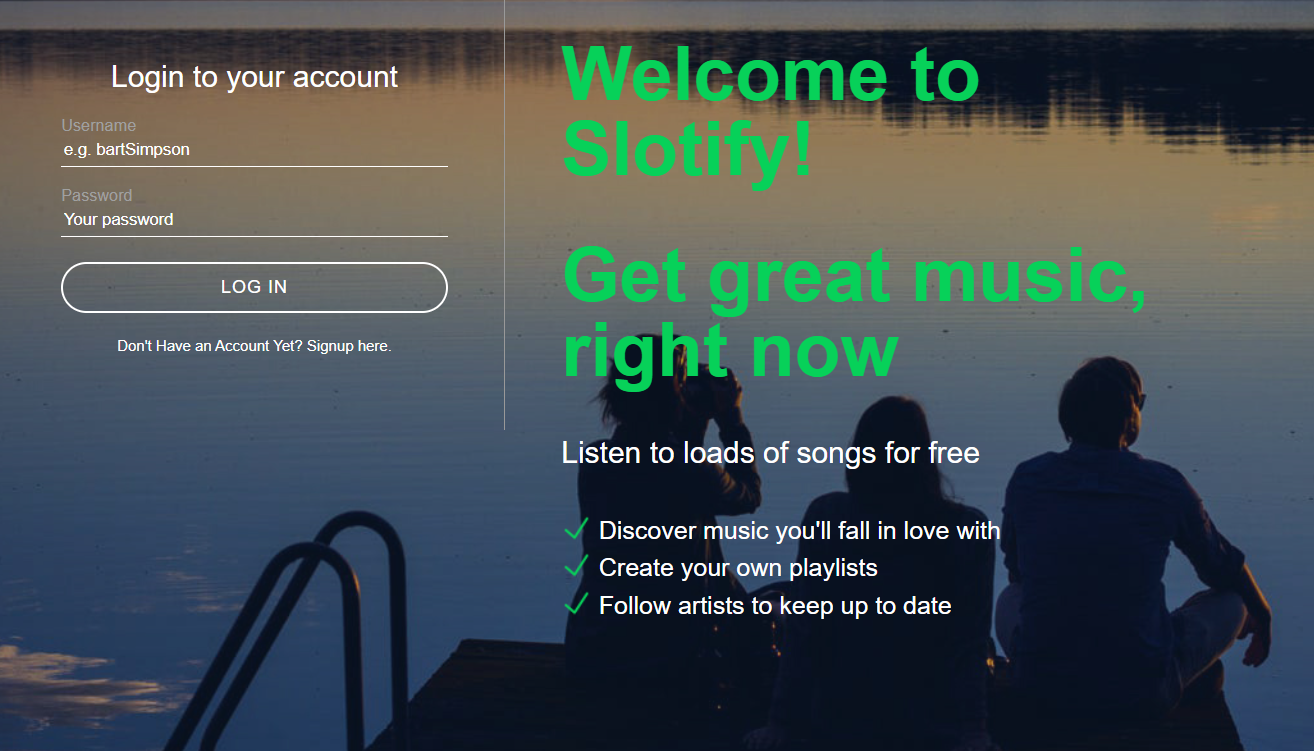 Login to your account
Username
e.g. bartSimpson
Password
Your password
LOG IN
Don't Have an Account Yet? Signup here.
Welcome to
Slotify!
Get great music,
right now
Listen to loads of songs for free
Discover music you'll fall in love with
Create your own playlists
Follow artists to keep up to date